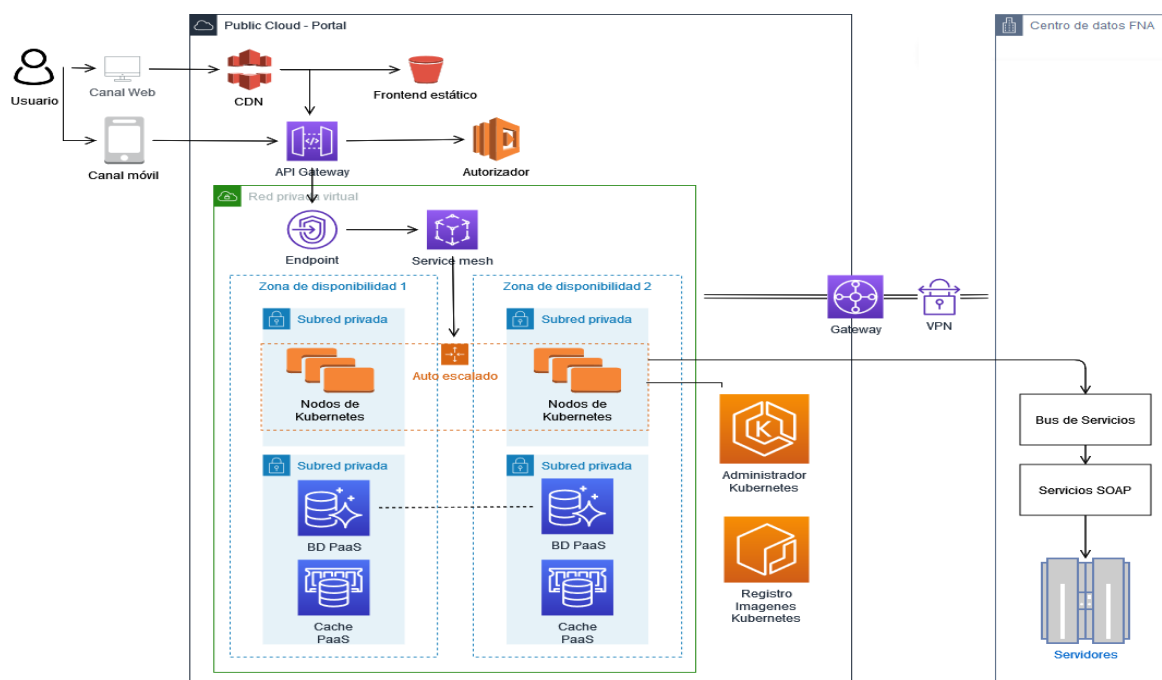 Public Cloud - Portal
Centro de datos FNA
Usuario
Canal Web
CDN
Frontend estático
Canal móvil
API Gateway
Autorizador
Red privada virtual
Endpoint
Service mesh
Zona de disponibilidad 1
Zona de disponibilidad 2
Subred privada
Subred privada
Gateway
VPN
Auto escalado
Nodos de
Kubernetes
Nodos de
Kubernetes
Bus de Servicios
Subred privada
Subred privada
Administrador
Kubernetes
Servicios SOAP
BD PaaS
BD PaaS
Registro
Imagenes
Kubernetes
Cache
PaaS
Cache
PaaS
Servidores